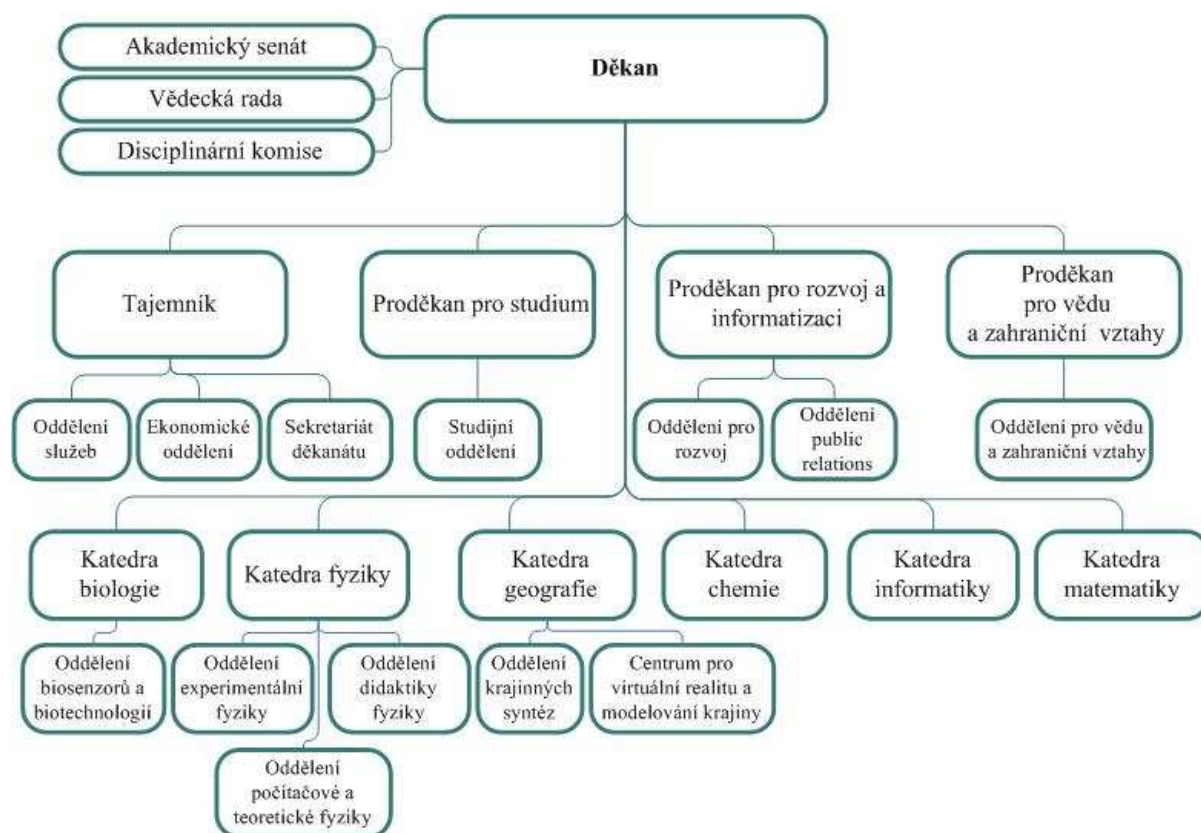 Akademický senát
Vědecká rada
Disciplinární komise
Děkan
Tajemník
Proděkan pro studium
Proděkan pro rozvoj a
informatizaci
Proděkan
pro vědu
a zahraniční vztahy
Oddělení
služeb
Ekonomické
oddělení
Sekretariát
děkanátu
Studijní
oddělení
Oddělení pro
rozvoj
Oddělení
public
relations
Oddělení pro vědu
a zahraniční vztahy
Katedra
biologie
Katedra fyziky
Katedra
geografie
Katedra
chemie
Katedra
informatiky
Katedra
matematiky
Oddělení
biosenzorů a
biotechnologií
Oddělení
experimentální
fyziky
Oddělení
didaktiky
fyziky
Oddělení
krajinných
syntéz
Centrum pro
virtuální realitu a
modelování krajiny
Oddělení
počítačové a
teoretické fyziky